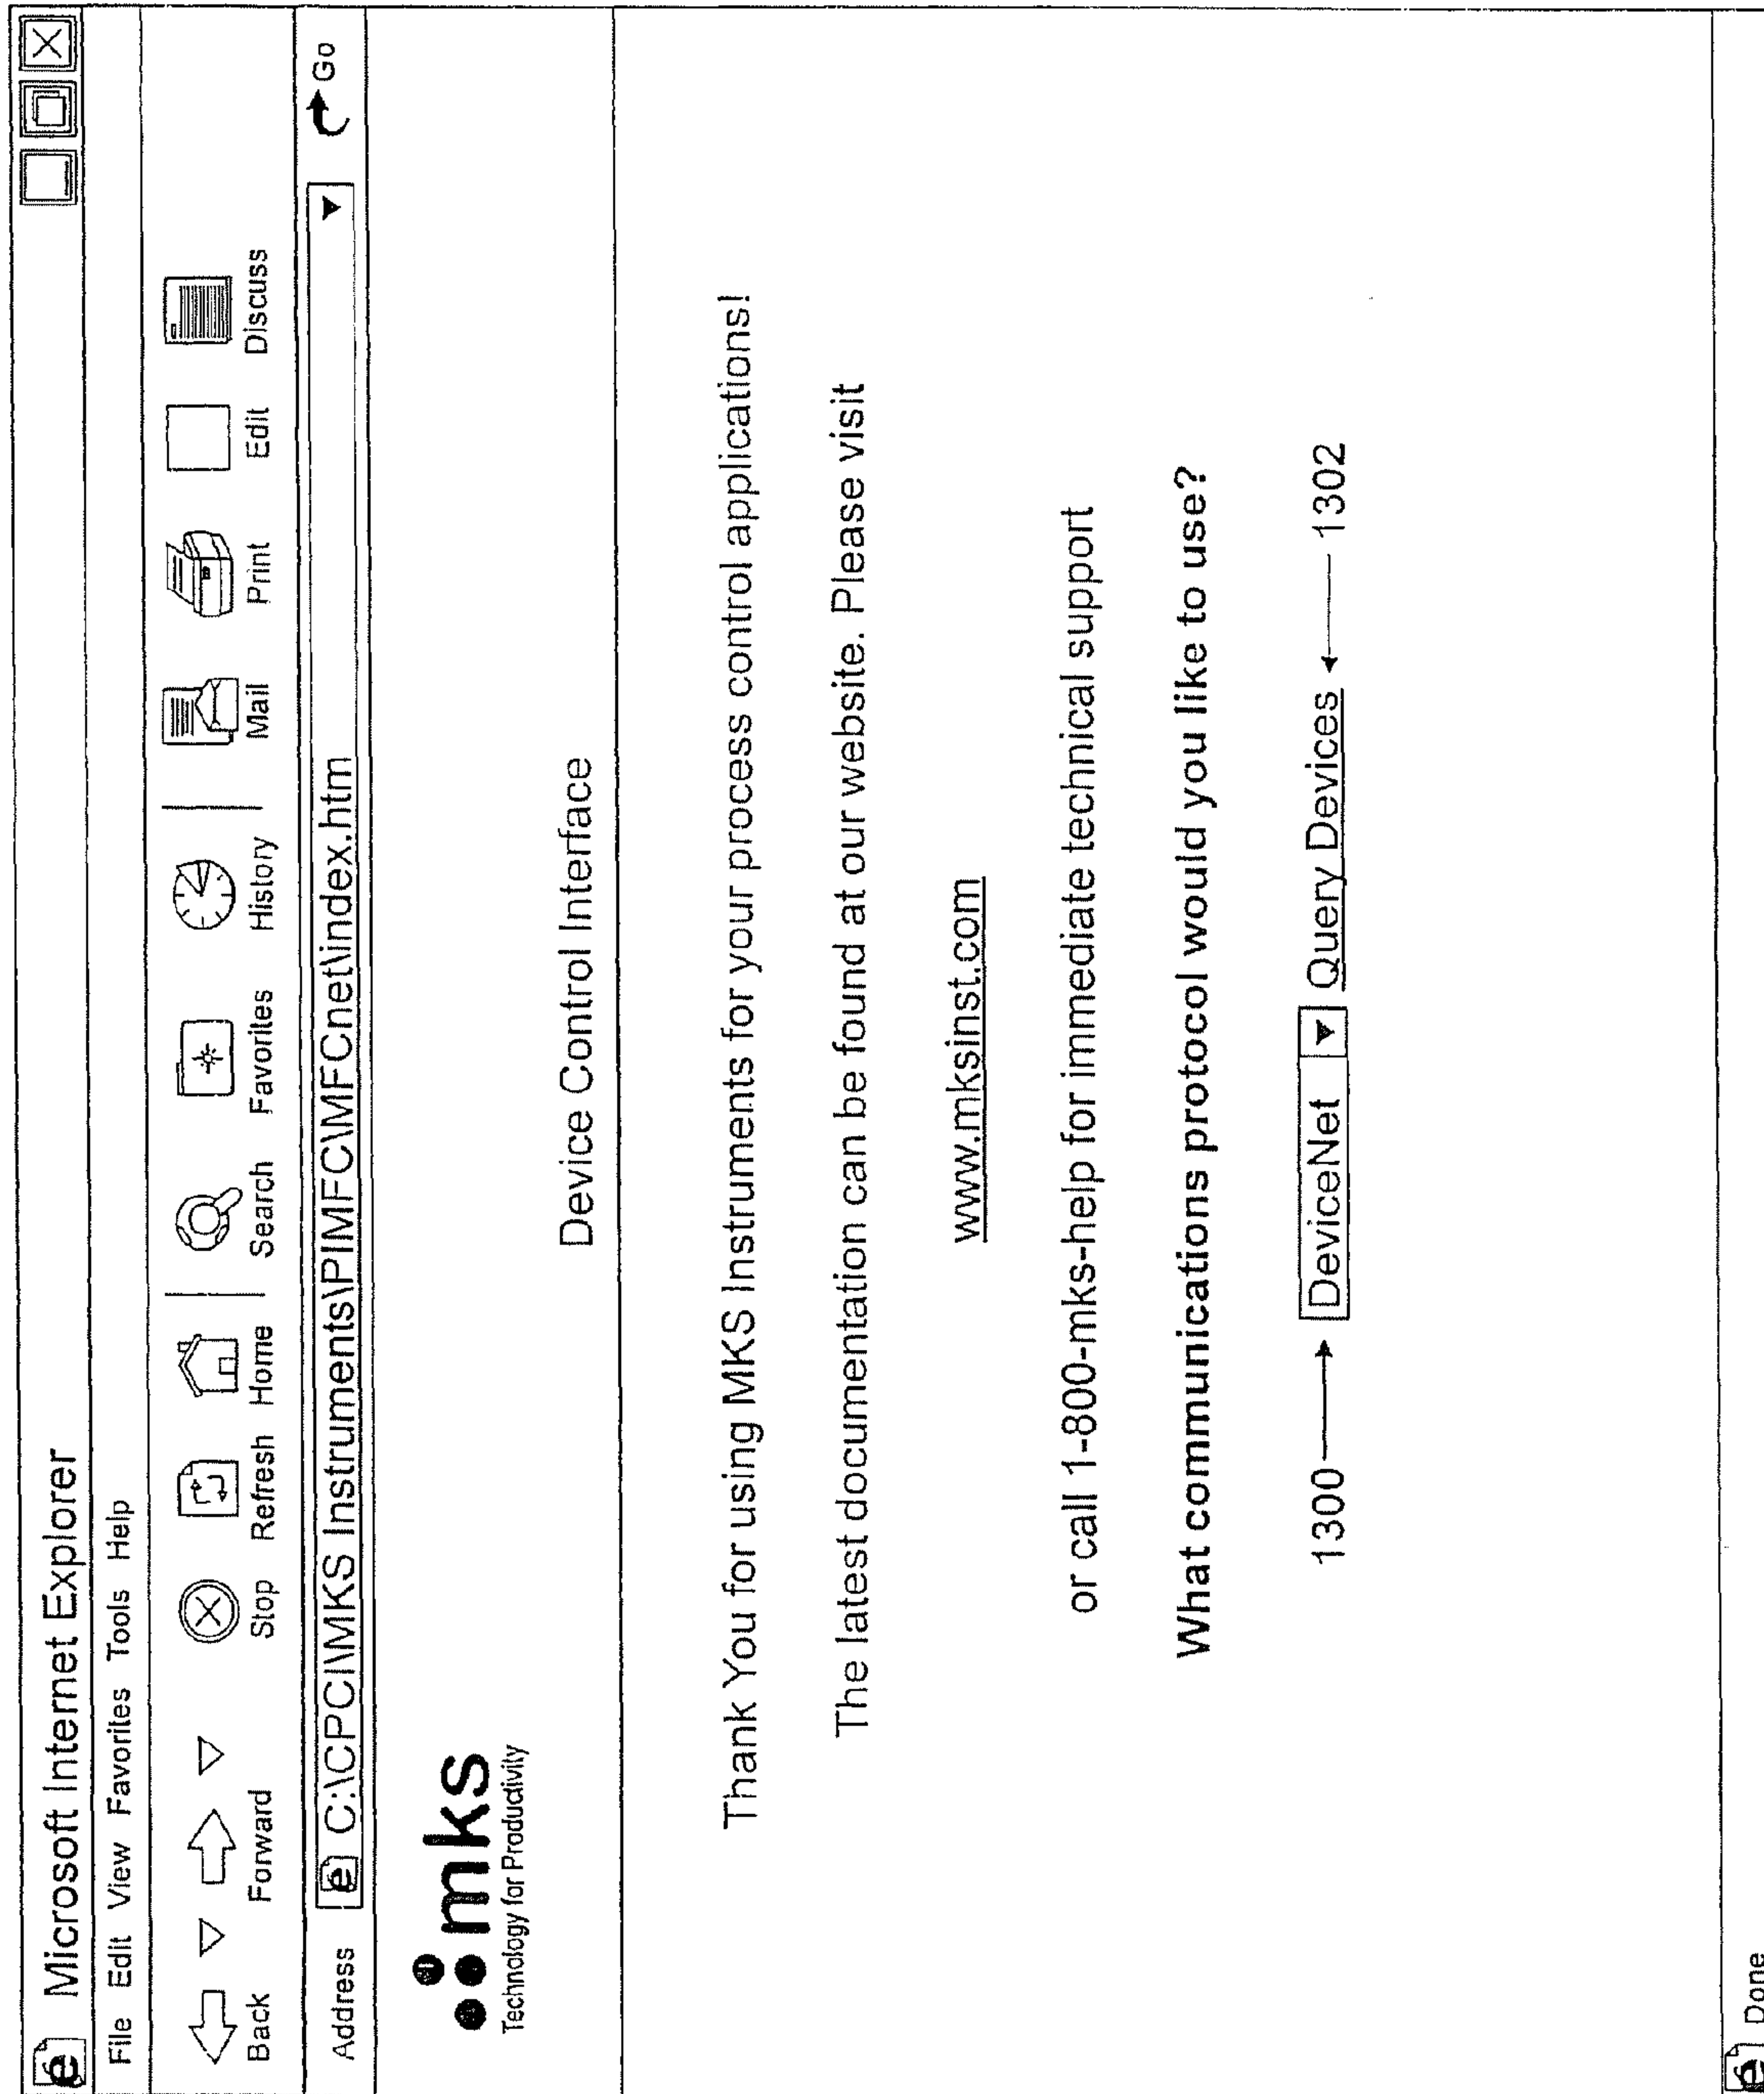 Microsoft Internet Explorer
File Edit View Favorites Tools Help
Back Forward Stop Refresh Home Search Favorites History Mail Print Edit Discuss
Address C:\CPCI\MKS Instruments\PIMFC\MFCnet\index.htm Go
mks
Technology for Productivity
Device Control Interface
Thank You for using MKS Instruments for your process control applications!
The latest documentation can be found at our website. Please visit
www.mksinst.com
or call 1-800-mks-help for immediate technical support
What communications protocol would you like to use?
1300 DeviceNet Query Devices 1302
Done